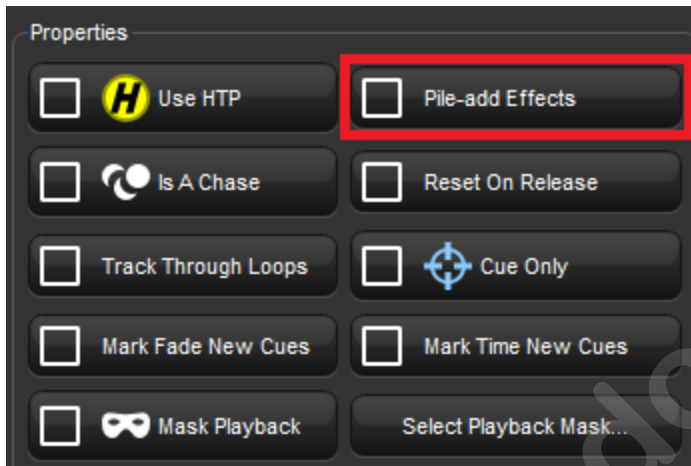 Properties
Use HTP
Pile-add Effects
Is A Chase
Reset On Release
Track Through Loops
Cue Only
Mark Fade New Cues
Mark Time New Cues
Mask Playback
Select Playback Mask...